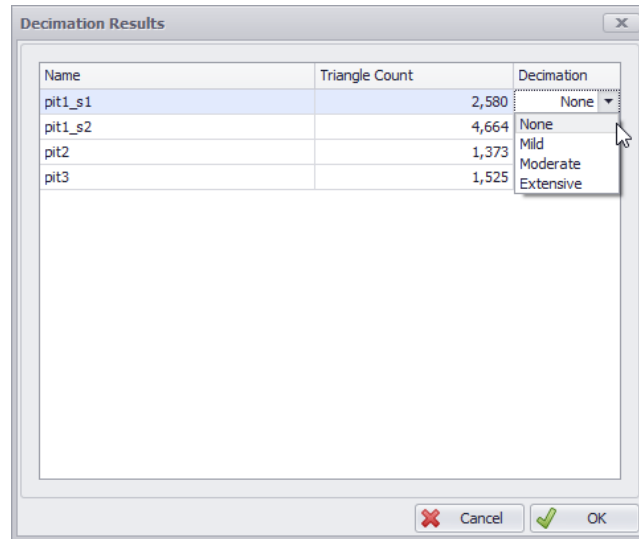 Decimation Results
Name Triangle Count Decimation
pit1_s1 2,580 None
pit1_s2 4,664 None
pit2 1,373 Mild
pit3 1,525 Moderate
Extensive
Cancel OK